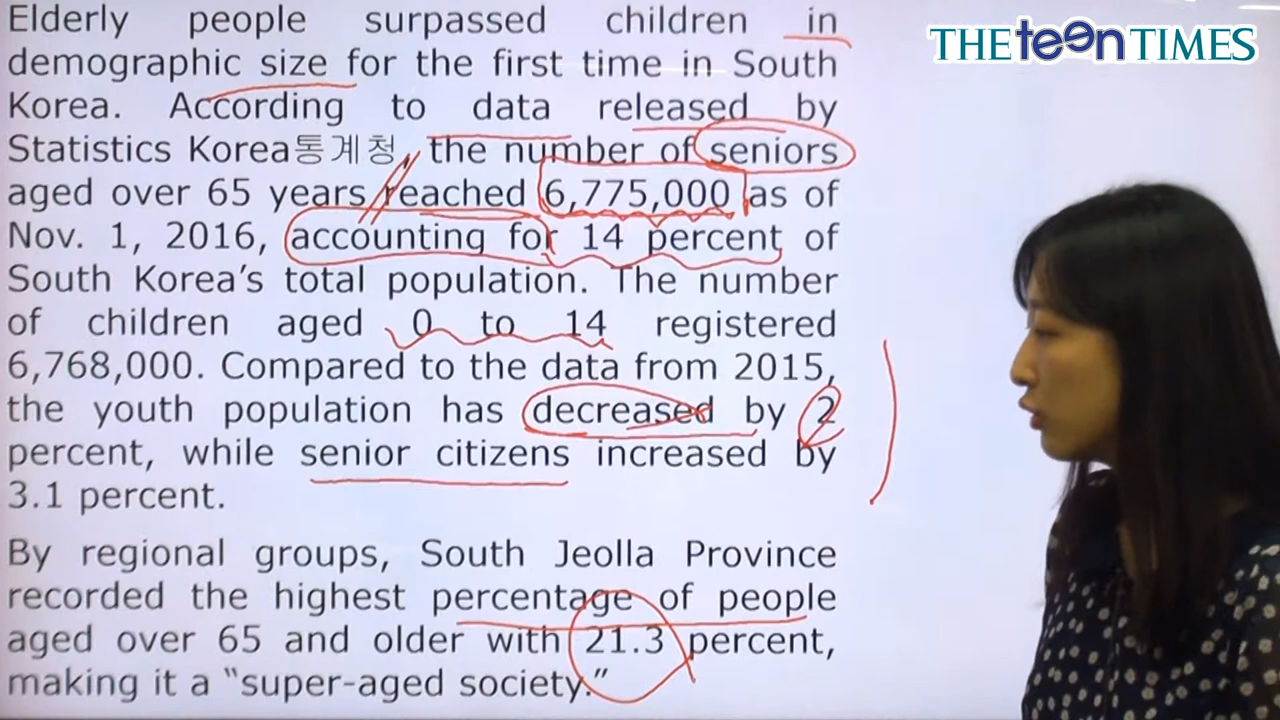 THE teen TIMES
Elderly people surpassed children in
demographic size for the first time in South
Korea. According to data released by
Statistics Korea통계청, the number of seniors
aged over 65 years reached 6,775,000 as of
Nov. 1, 2016, accounting for 14 percent of
South Korea's total population. The number
of children aged 0 to 14 registered
6,768,000. Compared to the data from 2015,
the youth population has decreased by 2
percent, while senior citizens increased by
3.1 percent.
By regional groups, South Jeolla Province
recorded the highest percentage of people
aged over 65 and older with 21.3 percent,
making it a “super-aged society.”